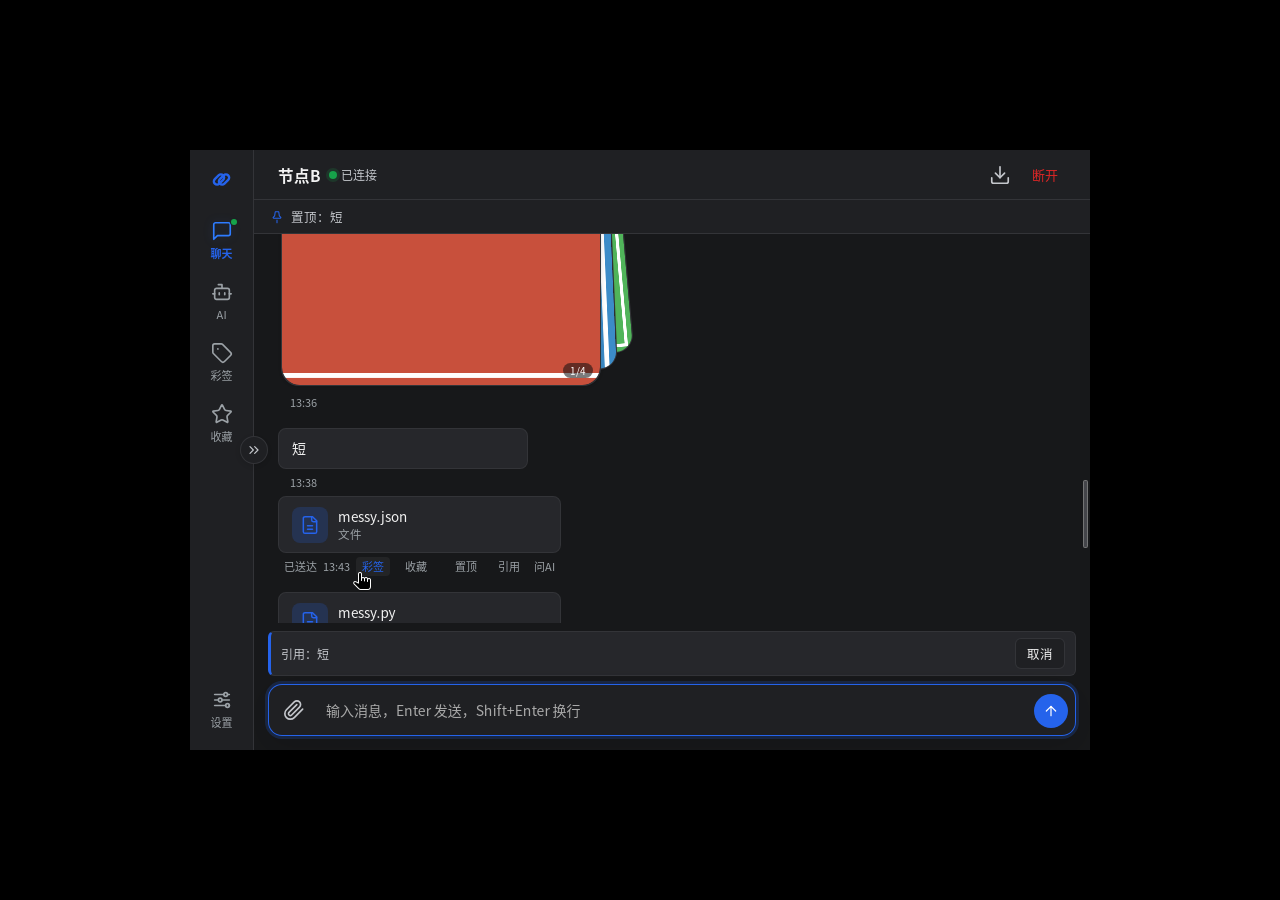 节点B 已连接 断开
置顶：短
聊天
AI
彩签
收藏
设置
1/4
13:36
短
13:38
messy.json
文件
已送达 13:43 彩签 收藏 置顶 引用 问AI
messy.py
引用：短 取消
输入消息，Enter 发送，Shift+Enter 换行